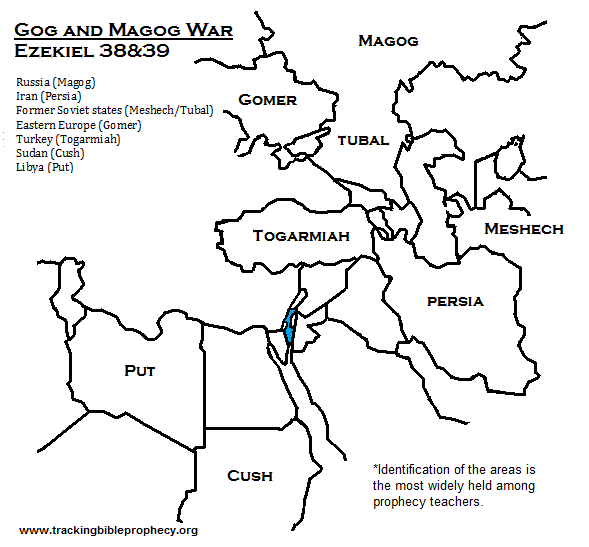 Gog and Magog War
Ezekiel 38&39
Russia (Magog)
Iran (Persia)
Former Soviet states (Meshech/Tubal)
Eastern Europe (Gomer)
Turkey (Togarmiah)
Sudan (Cush)
Libya (Put)
Magog
Gomer
Tubal
Togarmiah
Meshech
Persia
Put
Cush
*Identification of the areas is
the most widely held among
prophecy teachers.
www.trackingbibleprophecy.org